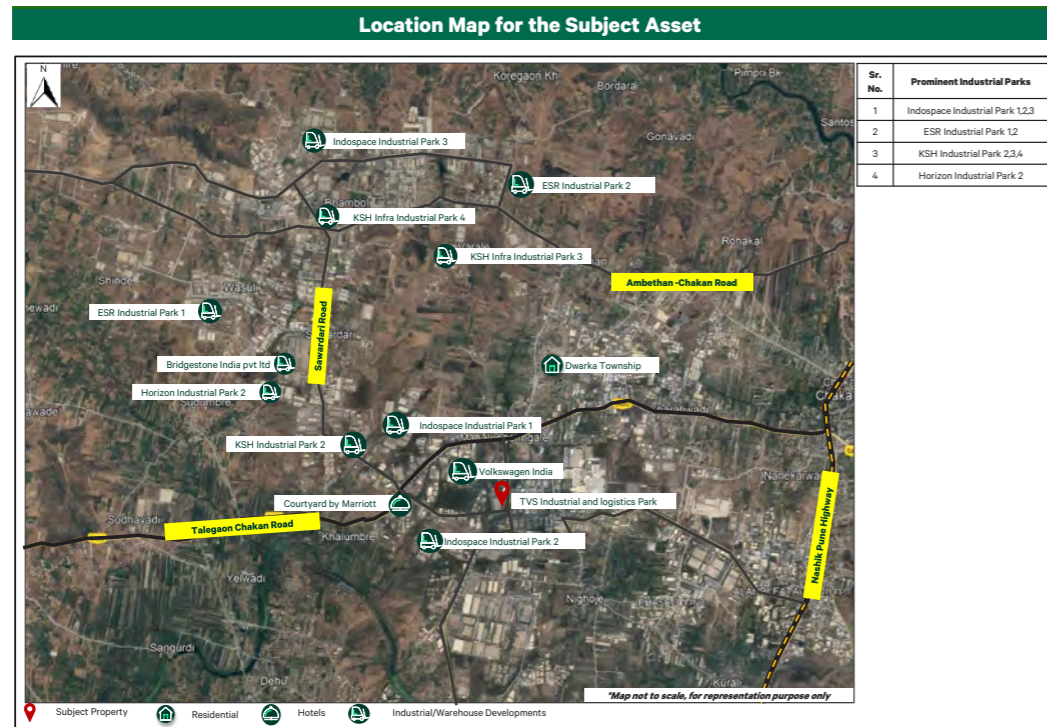 Location Map for the Subject Asset
N
Koregaon Kh
Bordara
Pimpri Bk
Santos
Gonavadi
Indospace Industrial Park 3
ESR Industrial Park 2
Bhambol
KSH Infra Industrial Park 4
Rohakal
Warale
KSH Infra Industrial Park 3
Ambethan -Chakan Road
Shinde
Wasuli
newadi
ESR Industrial Park 1
Sawardari Road
Bridgestone India pvt ltd
Dwarka Township
Horizon Industrial Park 2
Sudumbre
awade
Chaka
Indospace Industrial Park 1
KSH Industrial Park 2
Volkswagen India
Nanekarwadi
Courtyard by Marriott
TVS Industrial and logistics Park
Sudhavadi
Talegaon Chakan Road
Khalumbre
Indospace Industrial Park 2
Nashik Pune Highway
Yelwadi
Nighoje
Sangurdi
Dehu
Kurali
*Map not to scale, for representation purpose only
Subject Property
Residential
Hotels
Industrial/Warehouse Developments
Sr. No. Prominent Industrial Parks
1 Indospace Industrial Park 1,2,3
2 ESR Industrial Park 1,2
3 KSH Industrial Park 2,3,4
4 Horizon Industrial Park 2